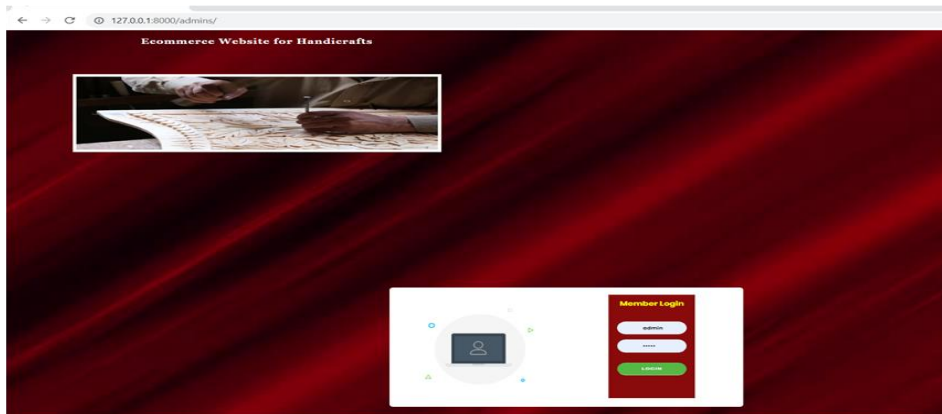 127.0.0.1:8000/admins/
Ecommerce Website for Handicrafts
Member Login
admin
•••••
LOGIN